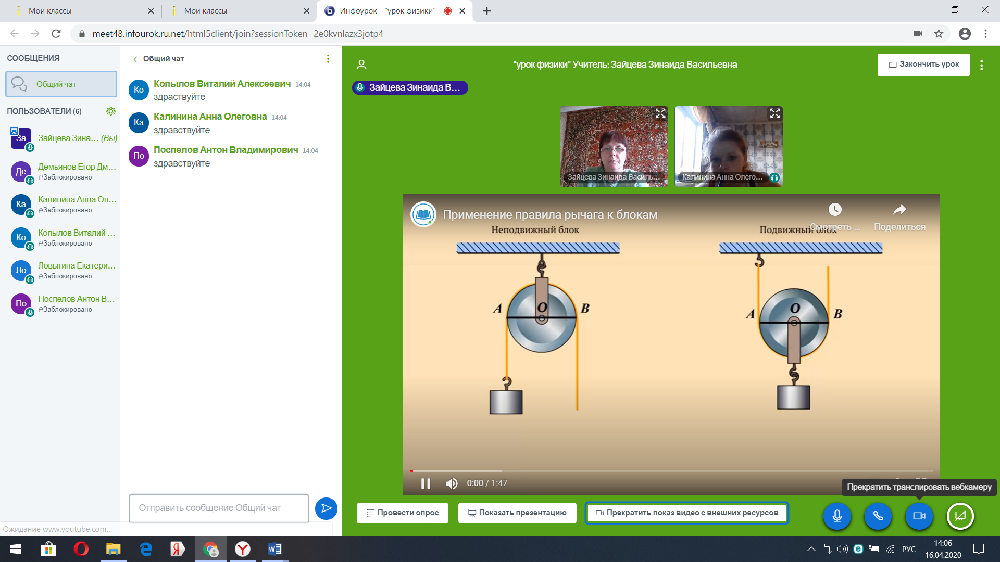 Мои классы
Мои классы
Инфоурок - "урок физики"
meet48.infourok.ru.net/html5client/join?sessionToken=2e0kvnlazx3jotp4
СООБЩЕНИЯ
Общий чат
ПОЛЬЗОВАТЕЛИ (6)
За
Зайцева Зина... (Вы)
Де
Демьянов Егор Дм...
Заблокировано
Ка
Калинина Анна Ол...
Заблокировано
Ко
Копылов Виталий ...
Заблокировано
Ло
Ловыгина Екатери...
Заблокировано
По
Поспелов Антон В...
Заблокировано
Ожидание www.youtube.com...
Общий чат
Ко
Копылов Виталий Алексеевич 14:04
здраствуйте
Ка
Калинина Анна Олеговна 14:04
здравствуйте
По
Поспелов Антон Владимирович 14:04
здравствуйте
Отправить сообщение Общий чат
"урок физики" Учитель: Зайцева Зинаида Васильевна
Закончить урок
Зайцева Зинаида В...
Зайцева Зинаида Василь...
Калинина Анна Олего...
Применение правила рычага к блокам
Смотреть ...
Поделиться
Неподвижный блок
Подвижный блок
A O B
A O B
0:00 / 1:47
Прекратить транслировать вебкамеру
Провести опрос
Показать презентацию
Прекратить показ видео с внешних ресурсов
РУС
14:06
16.04.2020